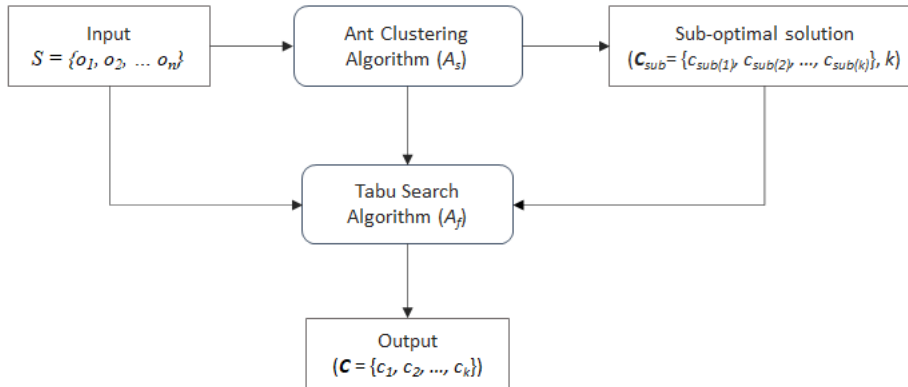 Input
S = {o1, o2, ... on}
Ant Clustering
Algorithm (As)
Sub-optimal solution
(Csub= {csub(1), csub(2), ..., csub(k)}, k)
Tabu Search
Algorithm (Af)
Output
(C = {c1, c2, ..., ck})